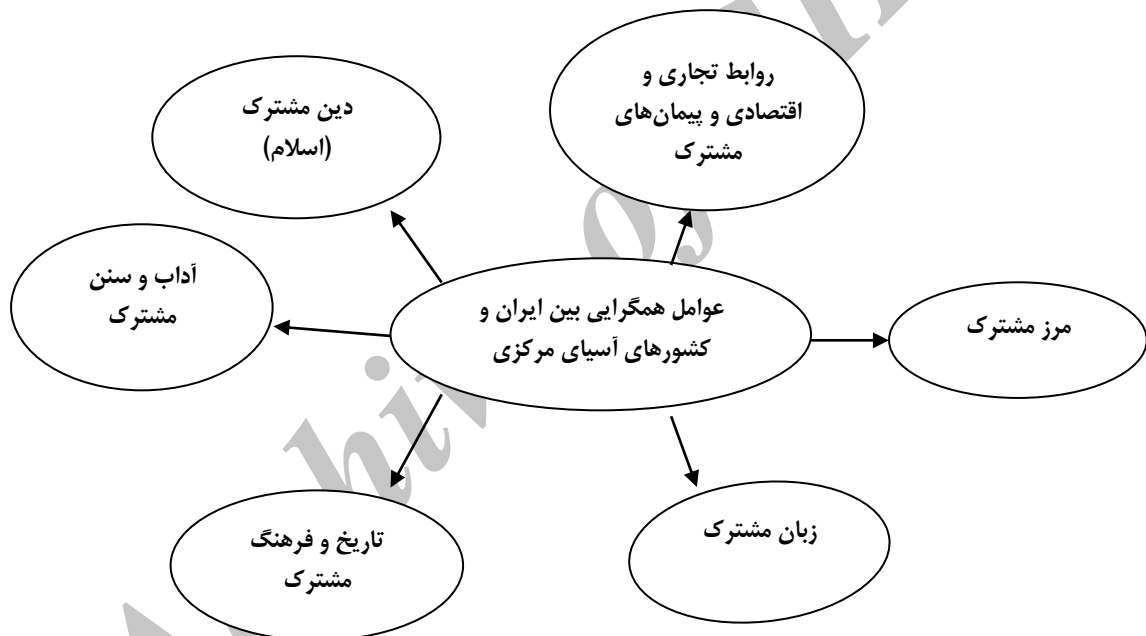 روابط تجاری و
اقتصادی و پیمان‌های
مشترک
دین مشترک
(اسلام)
آداب و سنن
مشترک
عوامل همگرایی بین ایران و
کشورهای آسیای مرکزی
مرز مشترک
زبان مشترک
تاریخ و فرهنگ
مشترک